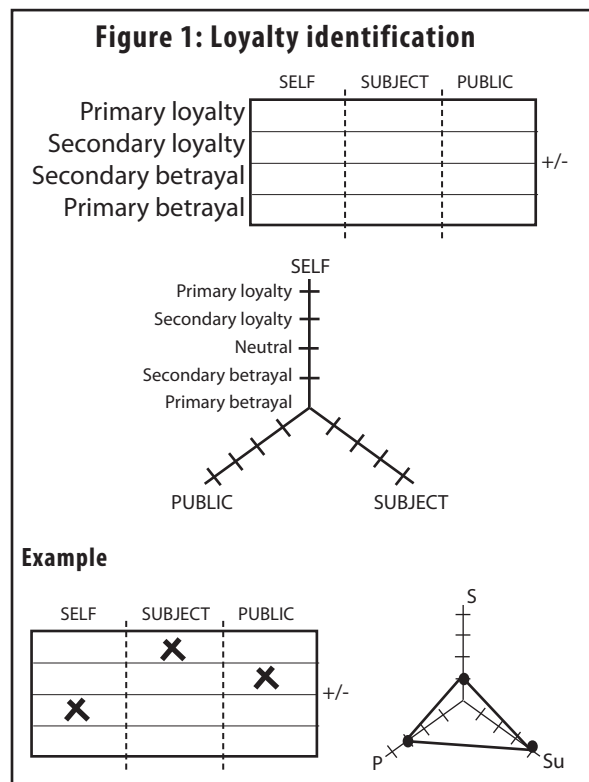 Figure 1: Loyalty identification
SELF SUBJECT PUBLIC
Primary loyalty
Secondary loyalty
Secondary betrayal
Primary betrayal
+/-
SELF
Primary loyalty
Secondary loyalty
Neutral
Secondary betrayal
Primary betrayal
PUBLIC SUBJECT
Example
SELF SUBJECT PUBLIC
+/-
S
P Su